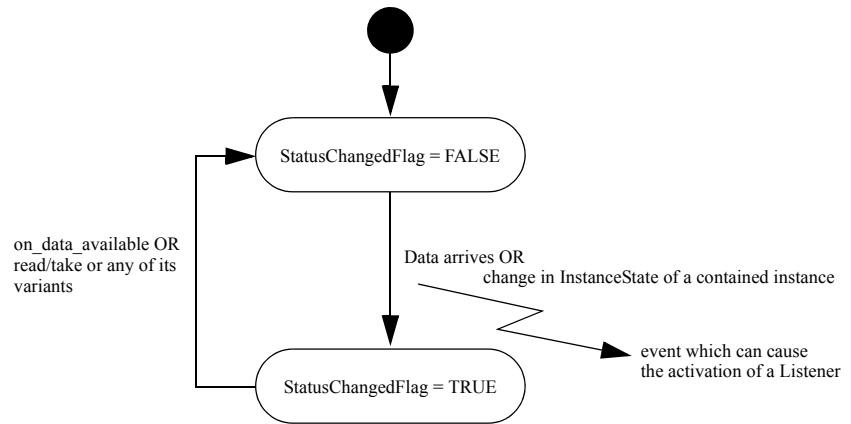 StatusChangedFlag = FALSE
on_data_available OR
read/take or any of its
variants
Data arrives OR
change in InstanceState of a contained instance
event which can cause
the activation of a Listener
StatusChangedFlag = TRUE